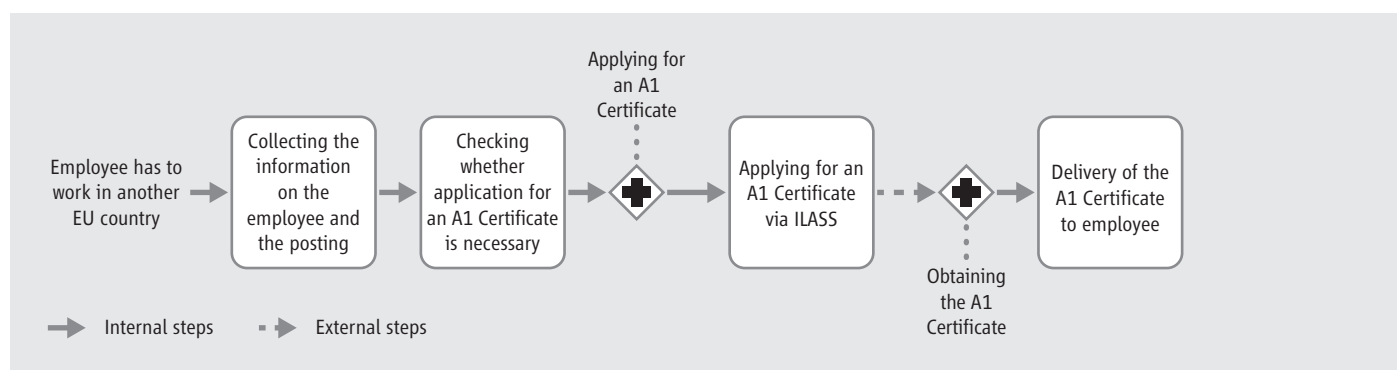 Employee has to
work in another
EU country
Collecting the
information
on the
employee and
the posting
Checking
whether
application for
an A1 Certificate
is necessary
Applying for
an A1
Certificate
Applying for an
A1 Certificate
via ILASS
Obtaining
the A1
Certificate
Delivery of the
A1 Certificate
to employee
Internal steps
External steps